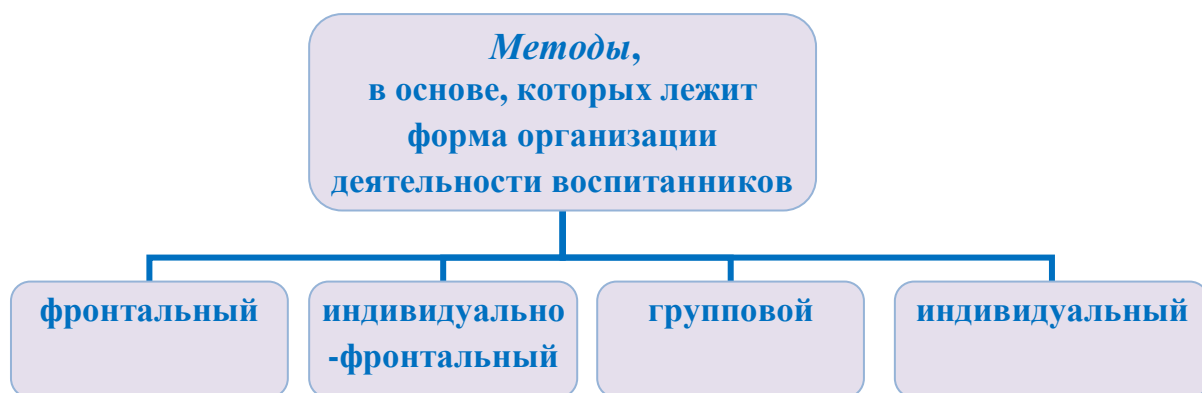 Методы,
в основе, которых лежит
форма организации
деятельности воспитанников
фронтальный
индивидуально
-фронтальный
групповой
индивидуальный